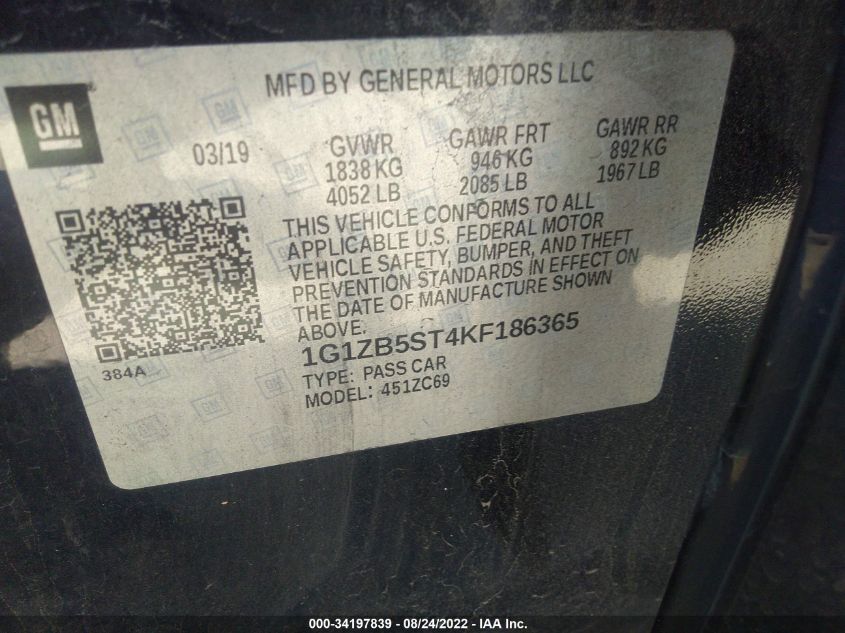 MFD BY GENERAL MOTORS LLC
GM
03/19
GVWR GAWR FRT GAWR RR
1838 KG 946 KG 892 KG
4052 LB 2085 LB 1967 LB
THIS VEHICLE CONFORMS TO ALL
APPLICABLE U.S. FEDERAL MOTOR
VEHICLE SAFETY, BUMPER, AND THEFT
PREVENTION STANDARDS IN EFFECT ON
THE DATE OF MANUFACTURE SHOWN
ABOVE.
1G1ZB5ST4KF186365
384A
TYPE: PASS CAR
MODEL: 451ZC69
000-34197839 - 08/24/2022 - IAA Inc.